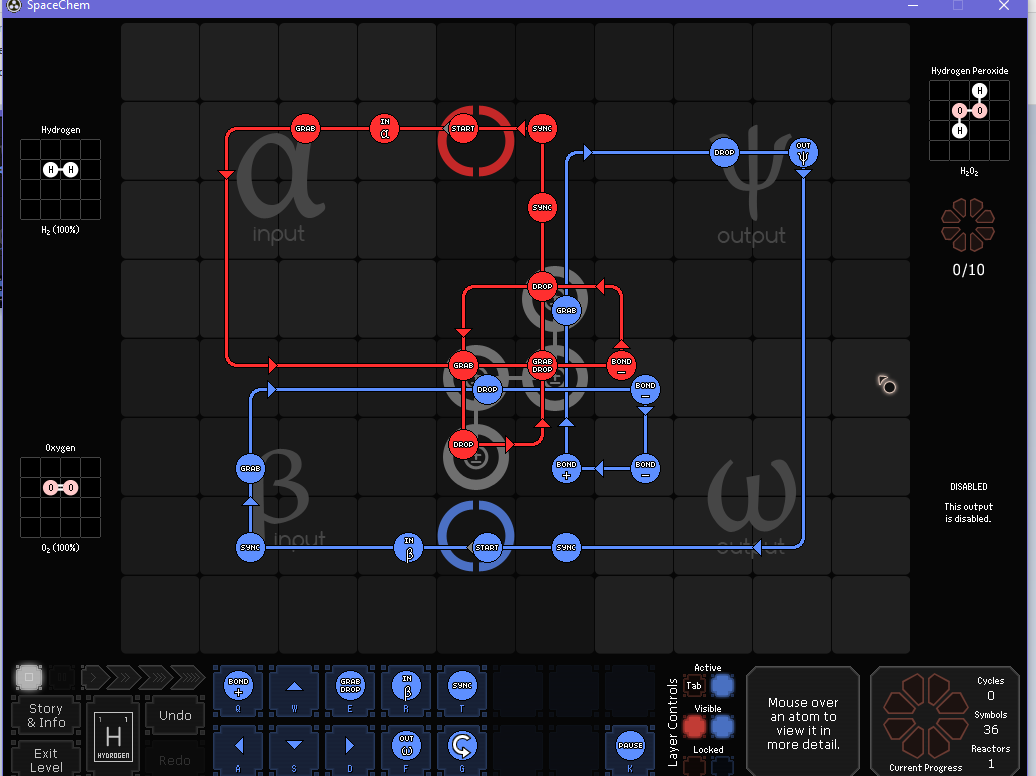 SpaceChem
Hydrogen
H H
H₂ (100%)
Oxygen
O O
O₂ (100%)
α
input
β
input
ψ
output
ω
output
GRAB
IN
α
START
SYNC
SYNC
DROP
GRAB
GRAB
DROP
BOND
−
DROP
DROP
OUT
ψ
GRAB
DROP
BOND
−
GRAB
BOND
+
BOND
−
SYNC
IN
β
START
SYNC
Hydrogen Peroxide
H
O O
H
H₂O₂
0/10
DISABLED
This output
is disabled.
Story
& Info
Exit
Level
1 1
H
HYDROGEN
Undo
Redo
BOND
+
Q
W
GRAB
DROP
E
IN
β
R
SYNC
T
A
S
D
OUT
ω
F
G
PAUSE
K
Layer Controls
Active
Tab
Visible
Locked
Mouse over
an atom to
view it in
more detail.
Cycles
0
Symbols
36
Reactors
1
Current Progress